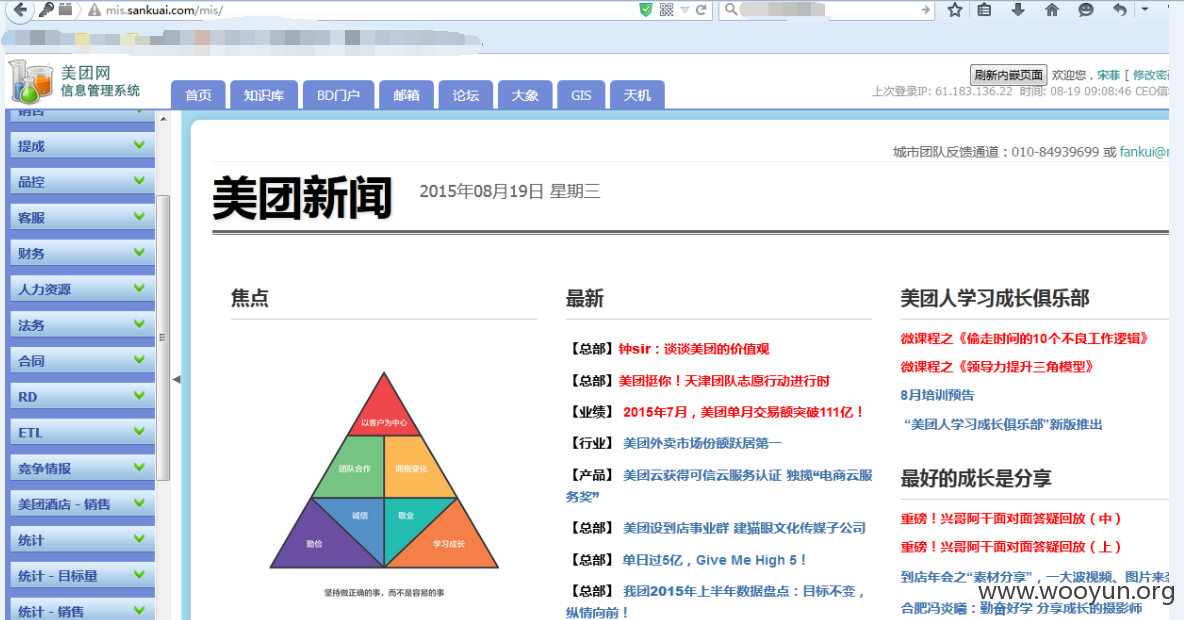 mis.sankuai.com/mis/
美团网
信息管理系统
首页 知识库 BD门户 邮箱 论坛 大象 GIS 天机
刷新内嵌页面 欢迎您，宋菲 [ 修改密
上次登录IP: 61.183.136.22 时间: 08-19 09:08:46 CEO信
销售
提成
品控
客服
财务
人力资源
法务
合同
RD
ETL
竞争情报
美团酒店 - 销售
统计
统计 - 目标量
统计 - 销售
城市团队反馈通道：010-84939699 或 fankui@
美团新闻 2015年08月19日 星期三
焦点
以客户为中心
团队合作 拥抱变化
诚信 敬业
勤俭 学习成长
坚持做正确的事，而不是容易的事
最新
【总部】钟sir：谈谈美团的价值观
【总部】美团挺你！天津团队志愿行动进行时
【业绩】 2015年7月，美团单月交易额突破111亿！
【行业】 美团外卖市场份额跃居第一
【产品】 美团云获得可信云服务认证 独揽“电商云服
务奖”
【总部】 美团设到店事业群 建猫眼文化传媒子公司
【总部】 单日过5亿，Give Me High 5！
【总部】 我团2015年上半年数据盘点：目标不变，
纵情向前！
美团人学习成长俱乐部
微课程之《偷走时间的10个不良工作逻辑》
微课程之《领导力提升三角模型》
8月培训预告
“美团人学习成长俱乐部”新版推出
最好的成长是分享
重磅！兴哥阿干面对面答疑回放（中）
重磅！兴哥阿干面对面答疑回放（上）
到店年会之“素材分享”，一大波视频、图片来袭
合肥冯炎曦：勤奋好学 分享成长的摄影师
www.wooyun.org